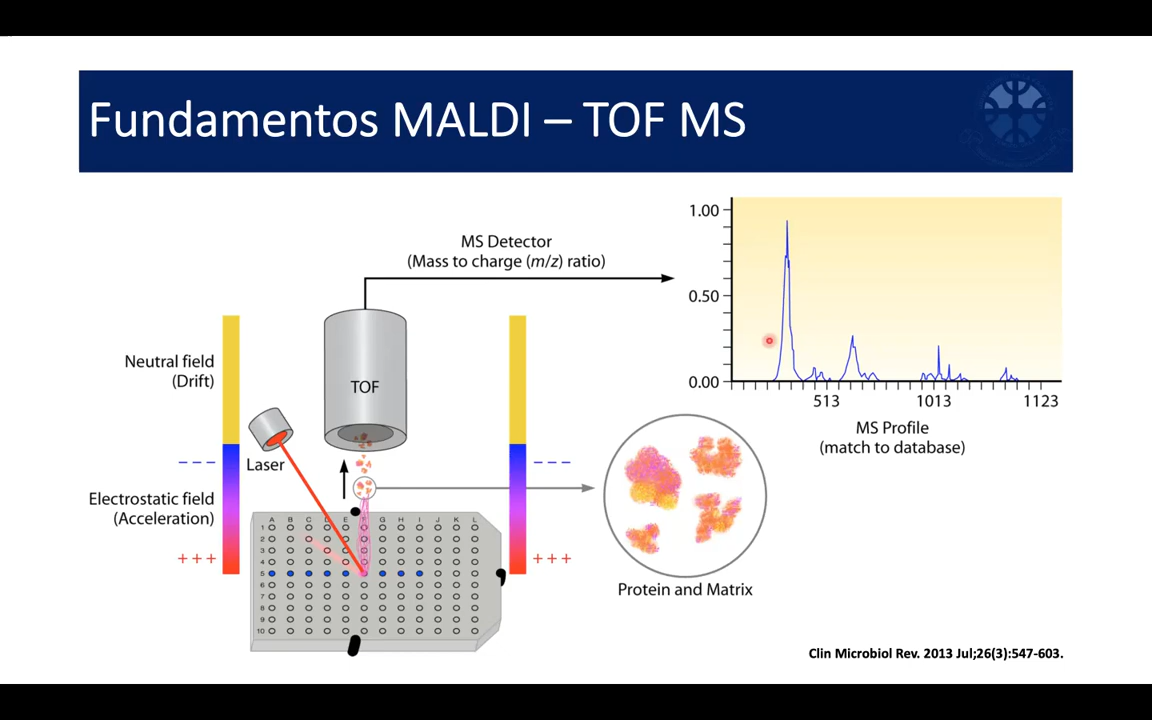 Fundamentos MALDI – TOF MS
MS Detector
(Mass to charge (m/z) ratio)
1.00
0.50
0.00
513 1013 1123
MS Profile
(match to database)
Neutral field
(Drift)
TOF
Laser
– – –
– – –
Electrostatic field
(Acceleration)
+ + +
+ + +
A B C D E G H I J K L
1
2
3
4
5
6
7
8
9
10
Protein and Matrix
Clin Microbiol Rev. 2013 Jul;26(3):547-603.